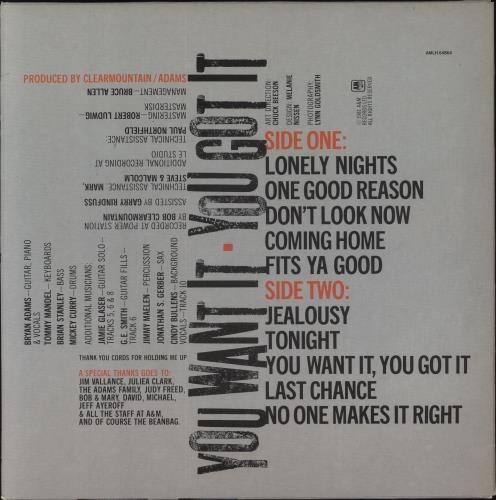 AMLH 64864
PRODUCED BY CLEARMOUNTAIN / ADAMS
MANAGEMENT—BRUCE ALLEN
MASTERDISK
MASTERING—ROBERT LUDWIG—
PAUL NORTHFIELD
TECHNICAL ASSISTANCE:
LE STUDIO
ADDITIONAL RECORDING AT
STEVE & MALCOLM
TECHNICAL ASSISTANCE, MARK,
ASSISTED BY GARRY RINDFUSS
BY BOB CLEARMOUNTAIN
RECORDED AT POWER STATION
BRYAN ADAMS—GUITAR, PIANO
& VOCALS
TOMMY MANDEL—KEYBOARDS
BRIAN STANLEY—BASS
MICKEY CURRY—DRUMS
ADDITIONAL MUSICIANS:
JAMIE GLASER—GUITAR SOLO—
TRACKS 5, 6 & 8
G.E. SMITH—GUITAR FILLS—
TRACK 6
JIMMY MAELEN—PERCUSSION
JONATHAN S. GERBER—SAX
CINDY BULLENS—BACKGROUND
VOCALS—TRACK 10
THANK YOU CORDS FOR HOLDING ME UP
A SPECIAL THANKS GOES TO:
JIM VALLANCE, JULIEA CLARK,
THE ADAMS FAMILY, JUDY FREED,
BOB & MARY, DAVID, MICHAEL,
JEFF AYEROFF
& ALL THE STAFF AT A&M,
AND OF COURSE THE BEANBAG.
YOU WANT IT · YOU GOT IT
ART DIRECTION:
CHUCK BEESON
DESIGN: MELANIE
NISSEN
PHOTOGRAPHY:
LYNN GOLDSMITH
A&M
© 1981 A&M
RECORDS LTD
ALL RIGHTS RESERVED
SIDE ONE:
LONELY NIGHTS
ONE GOOD REASON
DON'T LOOK NOW
COMING HOME
FITS YA GOOD
SIDE TWO:
JEALOUSY
TONIGHT
YOU WANT IT, YOU GOT IT
LAST CHANCE
NO ONE MAKES IT RIGHT